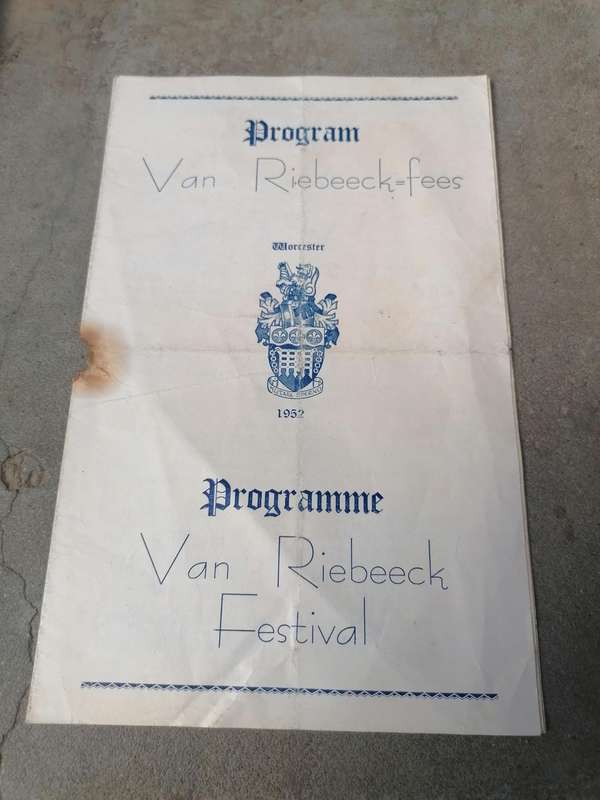 Program
Van Riebeeck=fees
Worcester
1952
Programme
Van Riebeeck
Festival